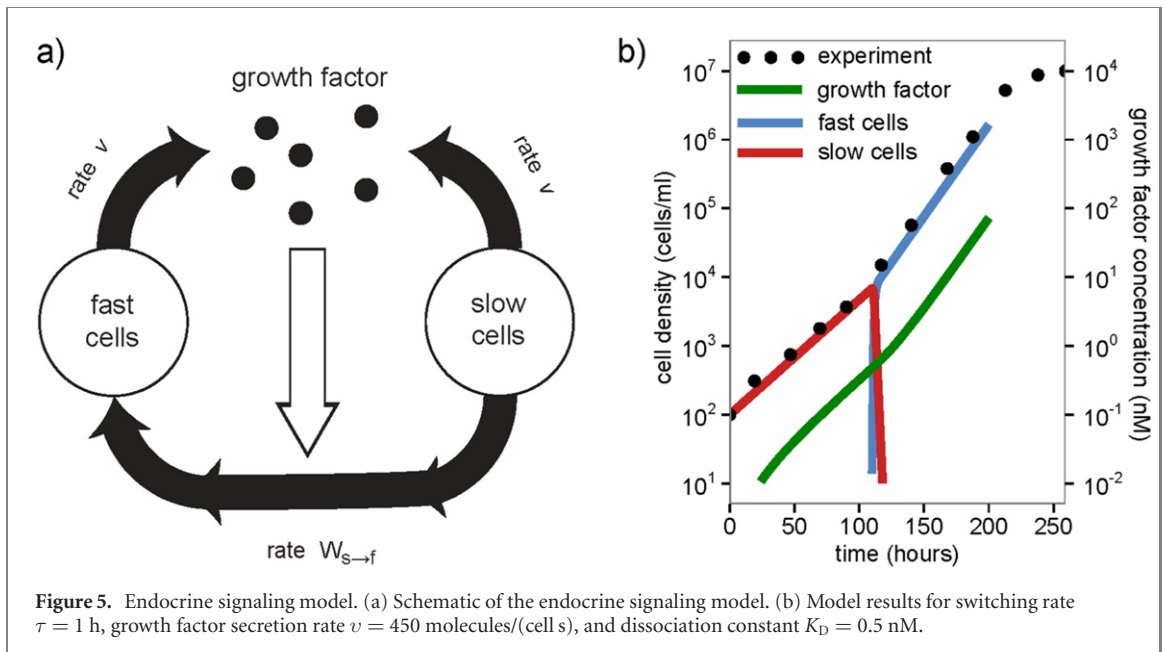 a)
growth factor
rate v
rate v
fast
cells
slow
cells
rate W s→f
b)
experiment
growth factor
fast cells
slow cells
cell density (cells/ml)
10^7
10^6
10^5
10^4
10^3
10^2
10^1
growth factor concentration (nM)
10^4
10^3
10^2
10^1
10^0
10^-1
10^-2
0 50 100 150 200 250
time (hours)
Figure 5. Endocrine signaling model. (a) Schematic of the endocrine signaling model. (b) Model results for switching rate
τ = 1 h, growth factor secretion rate υ = 450 molecules/(cell s), and dissociation constant K_D = 0.5 nM.